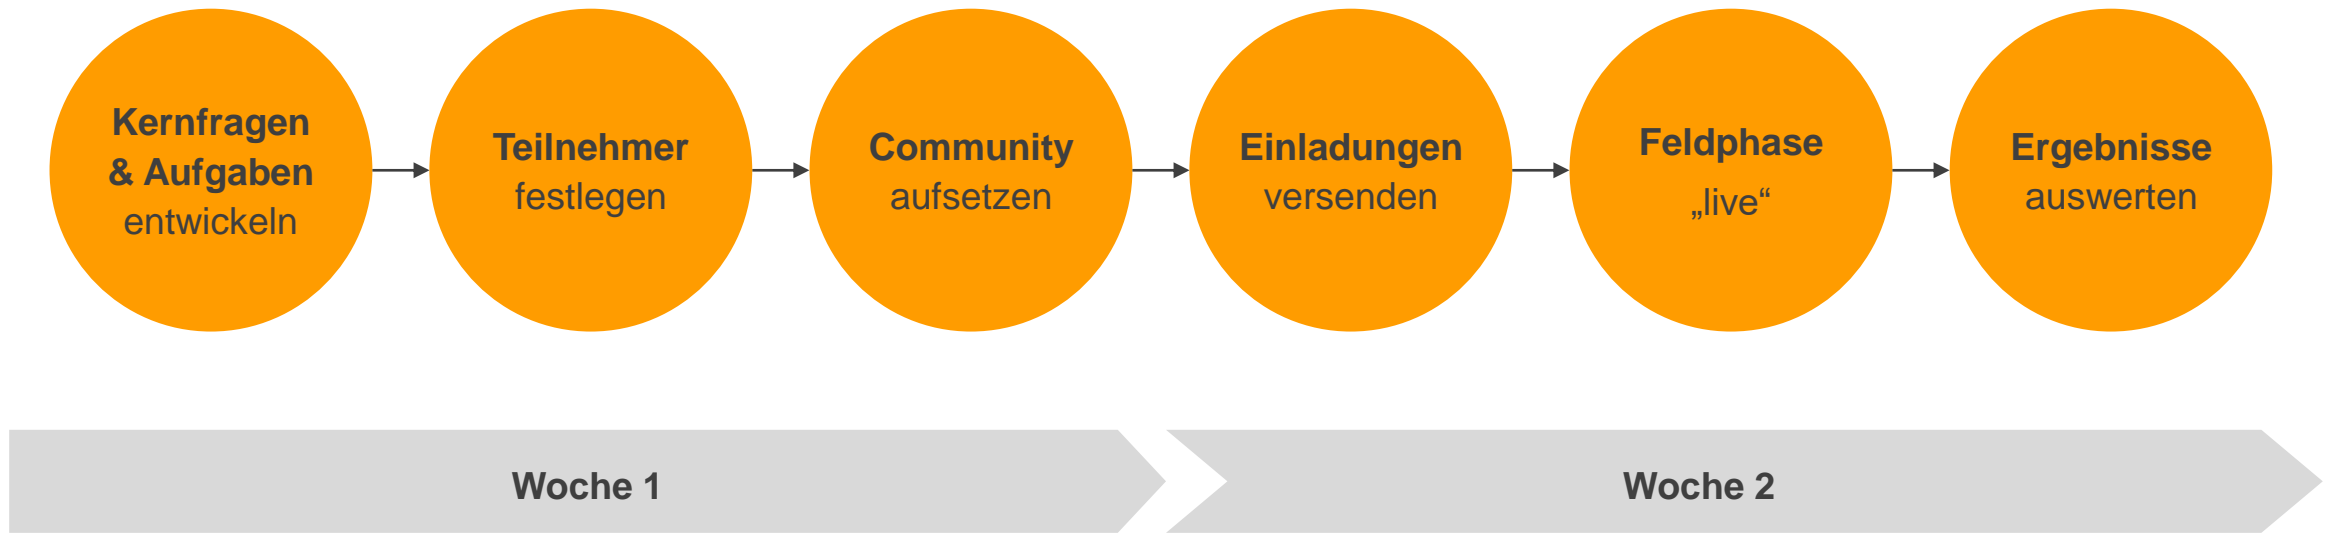 Kernfragen
& Aufgaben
entwickeln
Teilnehmer
festlegen
Community
aufsetzen
Einladungen
versenden
Feldphase
„live“
Ergebnisse
auswerten
Woche 1
Woche 2